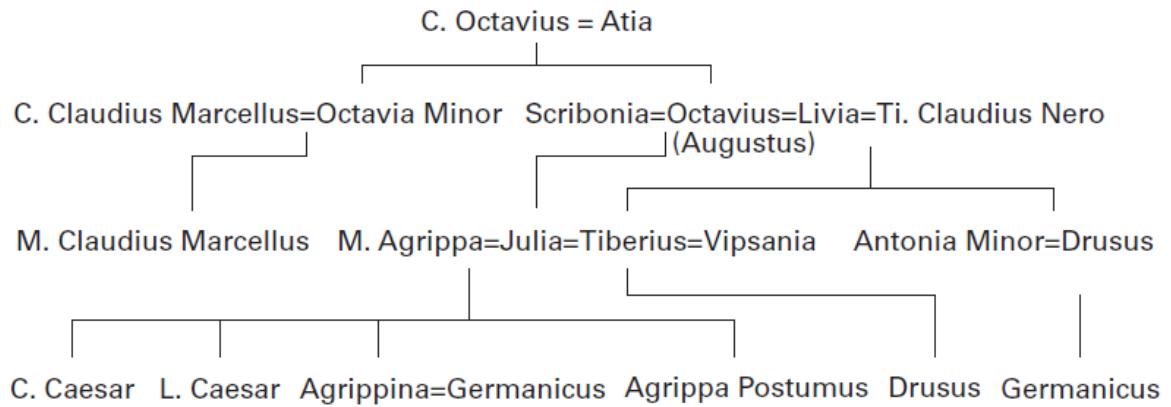 C. Octavius = Atia
C. Claudius Marcellus=Octavia Minor Scribonia=Octavius=Livia=Ti. Claudius Nero
(Augustus)
M. Claudius Marcellus M. Agrippa=Julia=Tiberius=Vipsania Antonia Minor=Drusus
C. Caesar L. Caesar Agrippina=Germanicus Agrippa Postumus Drusus Germanicus